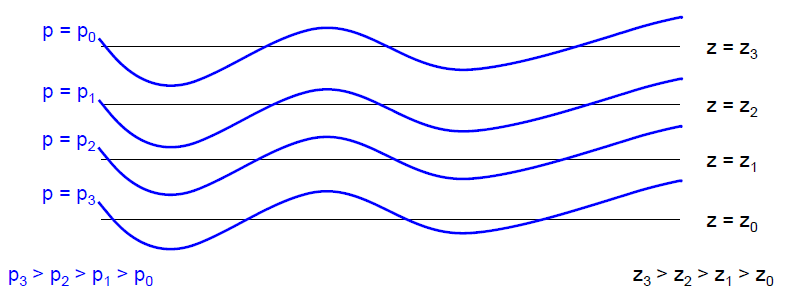 p = p₀
z = z₃
p = p₁
z = z₂
p = p₂
z = z₁
p = p₃
z = z₀
p₃ > p₂ > p₁ > p₀
z₃ > z₂ > z₁ > z₀